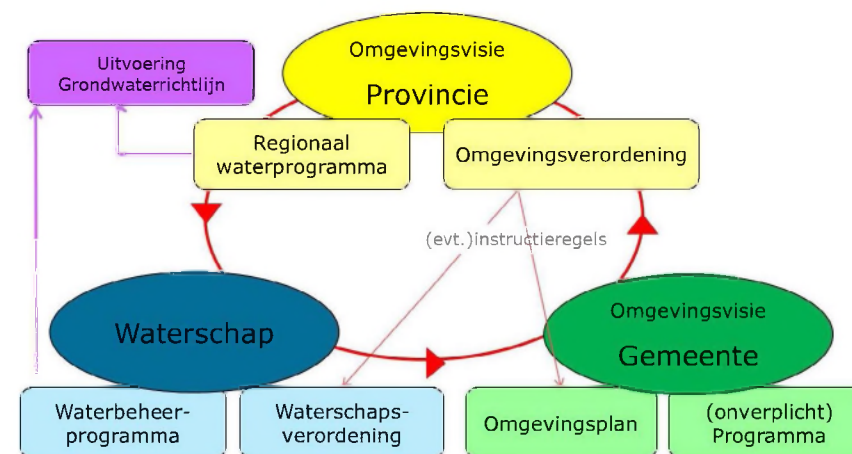 Omgevingsvisie
Provincie
Uitvoering
Grondwaterrichtlijn
Regionaal
waterprogramma
Omgevingsverordening
(evt.)instructieregels
Waterschap
Omgevingsvisie
Gemeente
Waterbeheer-
programma
Waterschaps-
verordening
Omgevingsplan
(onverplicht)
Programma